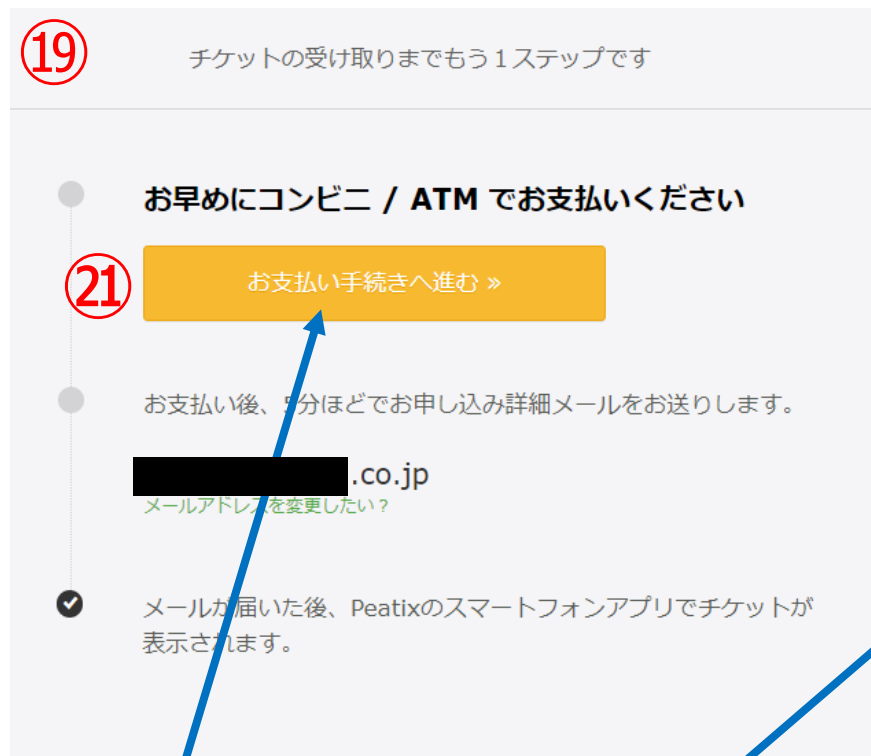 ⑲
チケットの受け取りまでもう１ステップです
お早めにコンビニ / ATM でお支払いください
㉑
お支払い手続きへ進む »
お支払い後、5分ほどでお申し込み詳細メールをお送りします。
.co.jp
メールアドレスを変更したい？
メールが届いた後、Peatixのスマートフォンアプリでチケットが
表示されます。